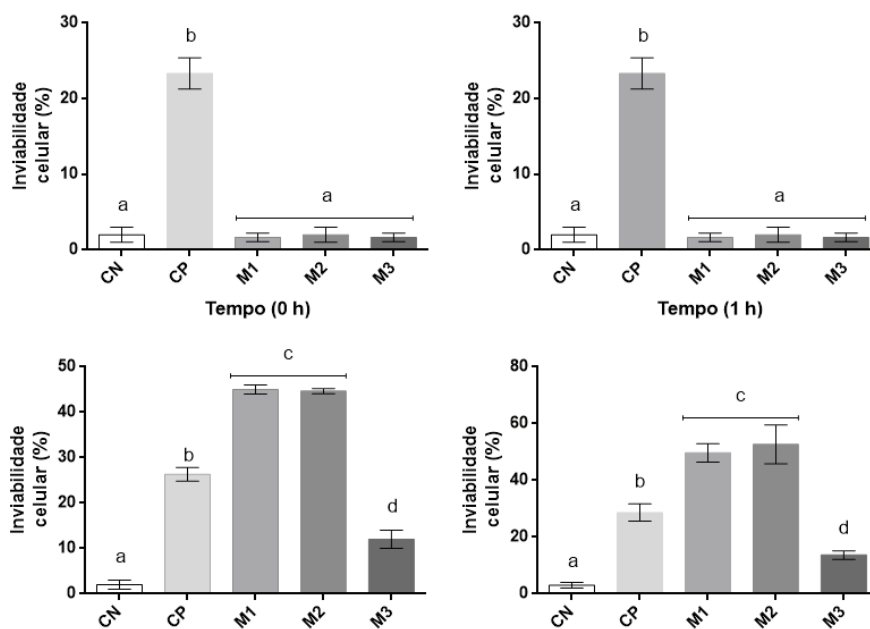 Inviabilidade
celular (%)
30
20
10
0
a
b
a
CN
CP
M1
M2
M3
Tempo (0 h)
Inviabilidade
celular (%)
30
20
10
0
a
b
a
CN
CP
M1
M2
M3
Tempo (1 h)
Inviabilidade
celular (%)
50
40
30
20
10
0
a
b
c
d
CN
CP
M1
M2
M3
Inviabilidade
celular (%)
80
60
40
20
0
a
b
c
d
CN
CP
M1
M2
M3